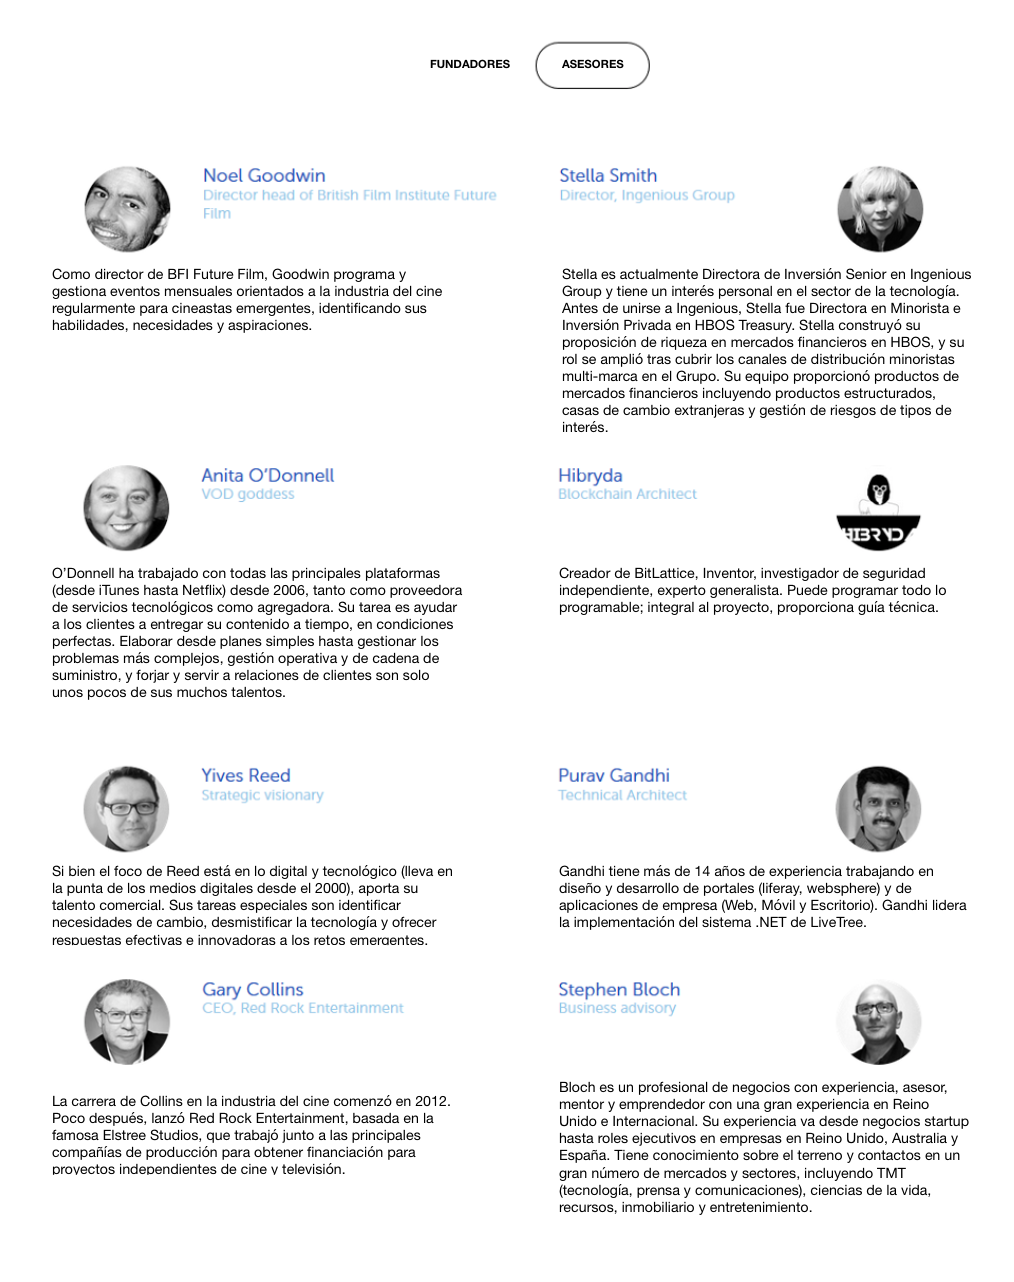 FUNDADORES
ASESORES
Noel Goodwin
Director head of British Film Institute Future
Film
Como director de BFI Future Film, Goodwin programa y
gestiona eventos mensuales orientados a la industria del cine
regularmente para cineastas emergentes, identificando sus
habilidades, necesidades y aspiraciones.
Stella Smith
Director, Ingenious Group
Stella es actualmente Directora de Inversión Senior en Ingenious
Group y tiene un interés personal en el sector de la tecnología.
Antes de unirse a Ingenious, Stella fue Directora en Minorista e
Inversión Privada en HBOS Treasury. Stella construyó su
proposición de riqueza en mercados financieros en HBOS, y su
rol se amplió tras cubrir los canales de distribución minoristas
multi-marca en el Grupo. Su equipo proporcionó productos de
mercados financieros incluyendo productos estructurados,
casas de cambio extranjeras y gestión de riesgos de tipos de
interés.
Anita O'Donnell
VOD goddess
O'Donnell ha trabajado con todas las principales plataformas
(desde iTunes hasta Netflix) desde 2006, tanto como proveedora
de servicios tecnológicos como agregadora. Su tarea es ayudar
a los clientes a entregar su contenido a tiempo, en condiciones
perfectas. Elaborar desde planes simples hasta gestionar los
problemas más complejos, gestión operativa y de cadena de
suministro, y forjar y servir a relaciones de clientes son solo
unos pocos de sus muchos talentos.
Hibryda
Blockchain Architect
HIBRYDA
Creador de BitLattice, Inventor, investigador de seguridad
independiente, experto generalista. Puede programar todo lo
programable; integral al proyecto, proporciona guía técnica.
Yives Reed
Strategic visionary
Si bien el foco de Reed está en lo digital y tecnológico (lleva en
la punta de los medios digitales desde el 2000), aporta su
talento comercial. Sus tareas especiales son identificar
necesidades de cambio, desmistificar la tecnología y ofrecer
respuestas efectivas e innovadoras a los retos emergentes.
Purav Gandhi
Technical Architect
Gandhi tiene más de 14 años de experiencia trabajando en
diseño y desarrollo de portales (liferay, websphere) y de
aplicaciones de empresa (Web, Móvil y Escritorio). Gandhi lidera
la implementación del sistema .NET de LiveTree.
Gary Collins
CEO, Red Rock Entertainment
La carrera de Collins en la industria del cine comenzó en 2012.
Poco después, lanzó Red Rock Entertainment, basada en la
famosa Elstree Studios, que trabajó junto a las principales
compañías de producción para obtener financiación para
proyectos independientes de cine y televisión.
Stephen Bloch
Business advisory
Bloch es un profesional de negocios con experiencia, asesor,
mentor y emprendedor con una gran experiencia en Reino
Unido e Internacional. Su experiencia va desde negocios startup
hasta roles ejecutivos en empresas en Reino Unido, Australia y
España. Tiene conocimiento sobre el terreno y contactos en un
gran número de mercados y sectores, incluyendo TMT
(tecnología, prensa y comunicaciones), ciencias de la vida,
recursos, inmobiliario y entretenimiento.